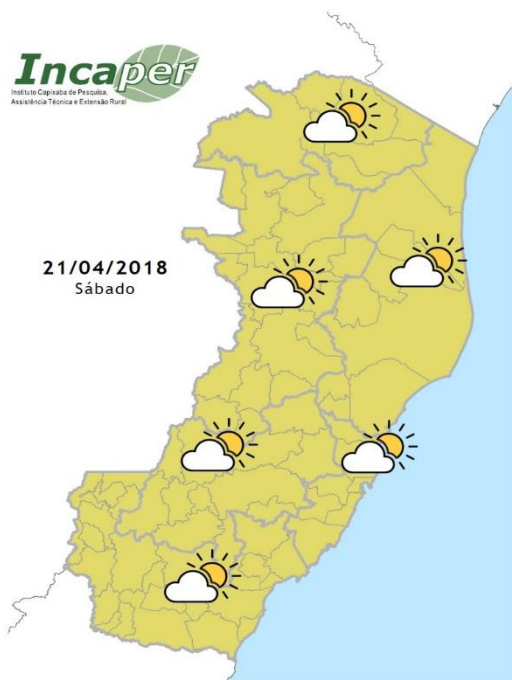 Incaper
Instituto Capixaba de Pesquisa,
Assistência Técnica e Extensão Rural
21/04/2018
Sábado